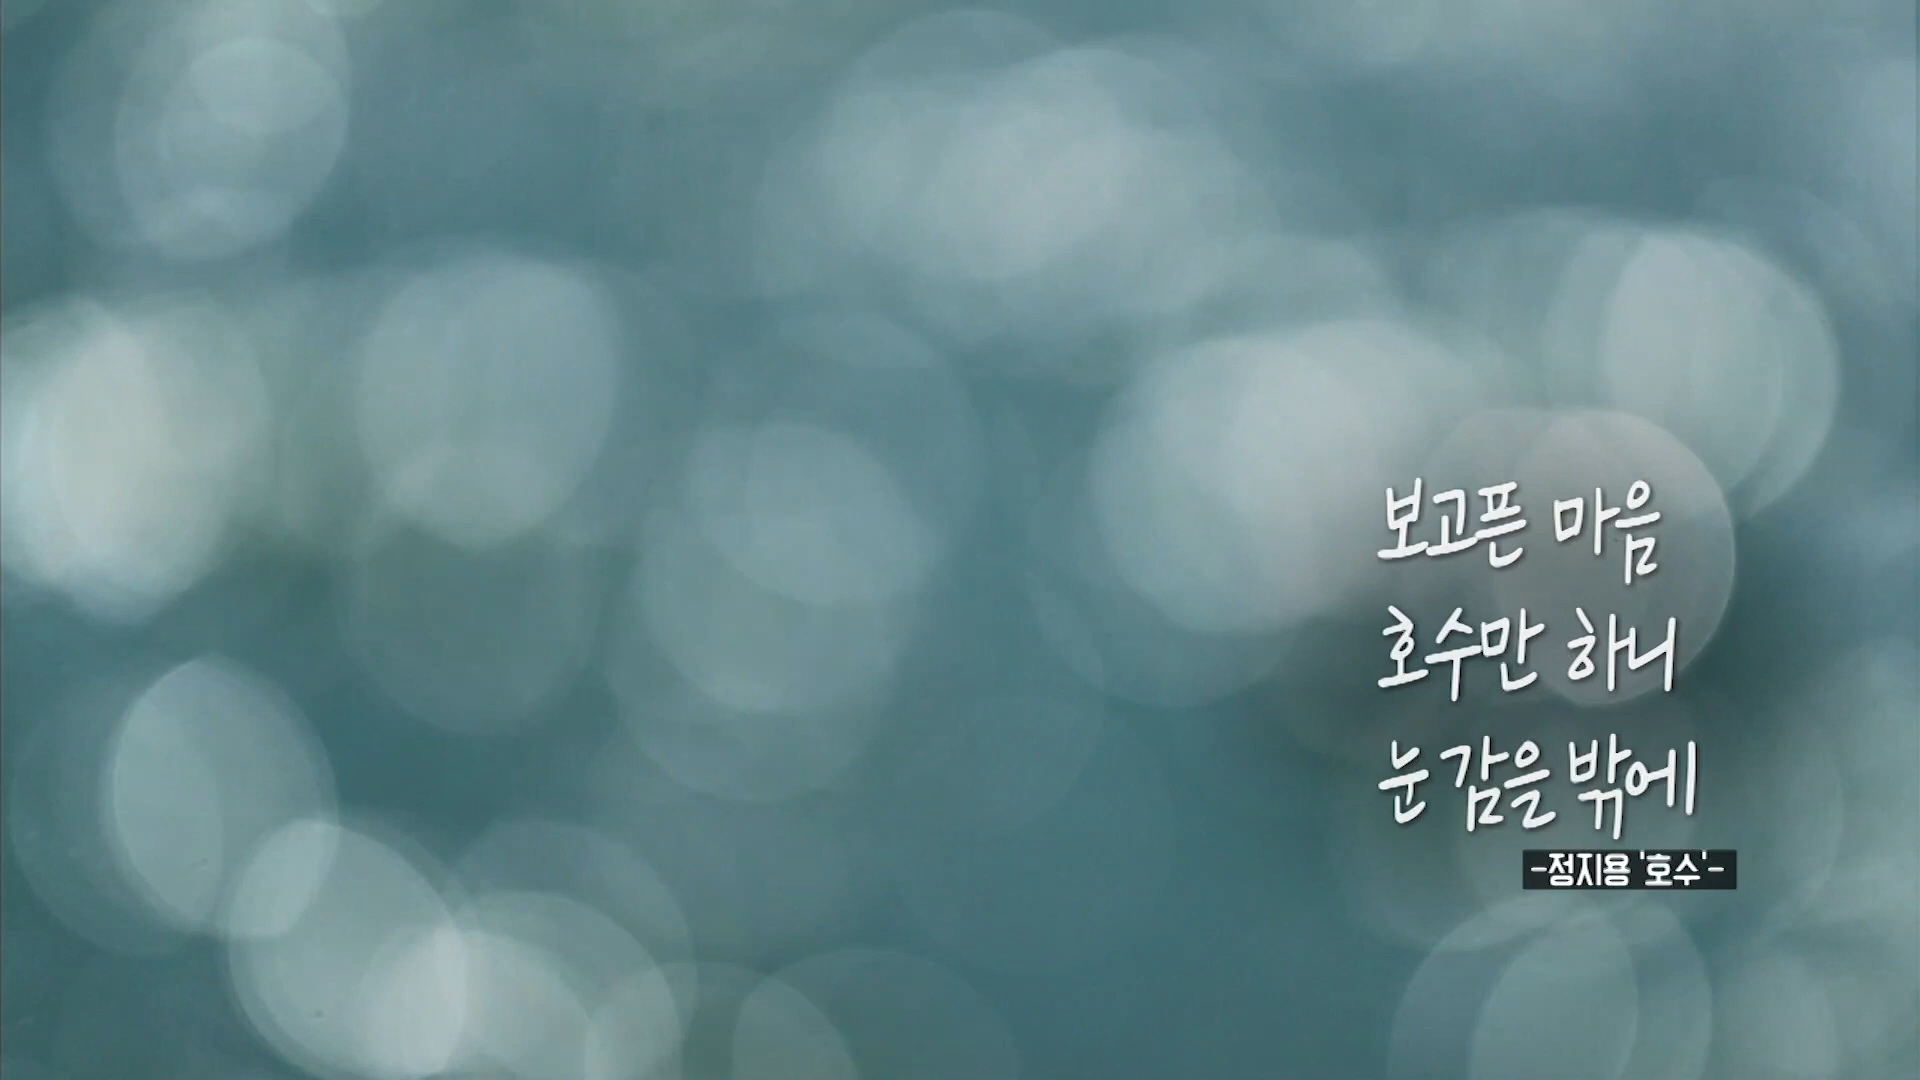 보고픈 마음
호수만 하니
눈 감을 밖에
-정지용 '호수'-